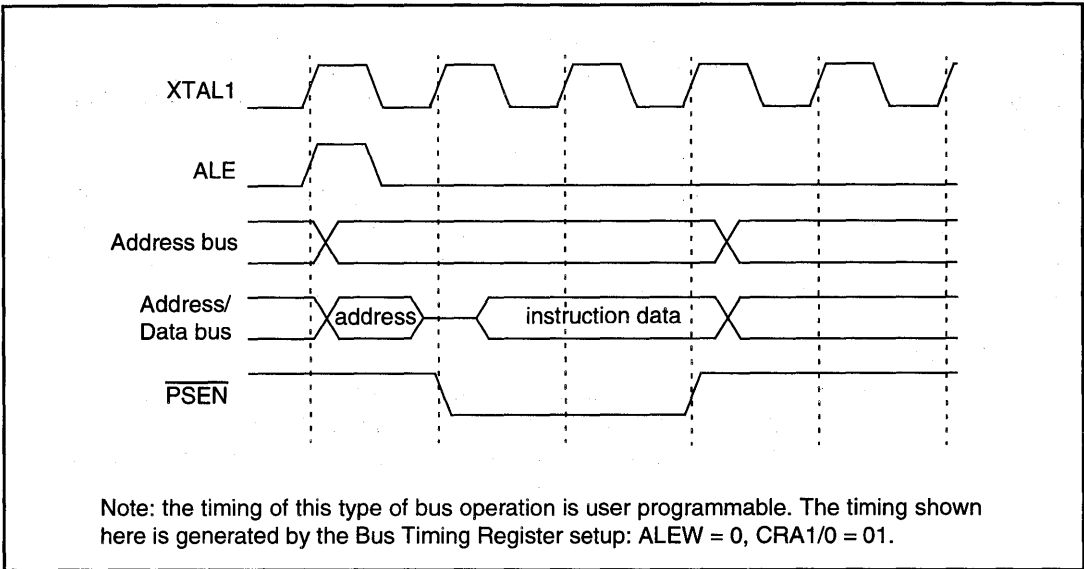 XTAL1
ALE
Address bus
Address/
Data bus
address
instruction data
PSEN
Note: the timing of this type of bus operation is user programmable. The timing shown
here is generated by the Bus Timing Register setup: ALEW = 0, CRA1/0 = 01.